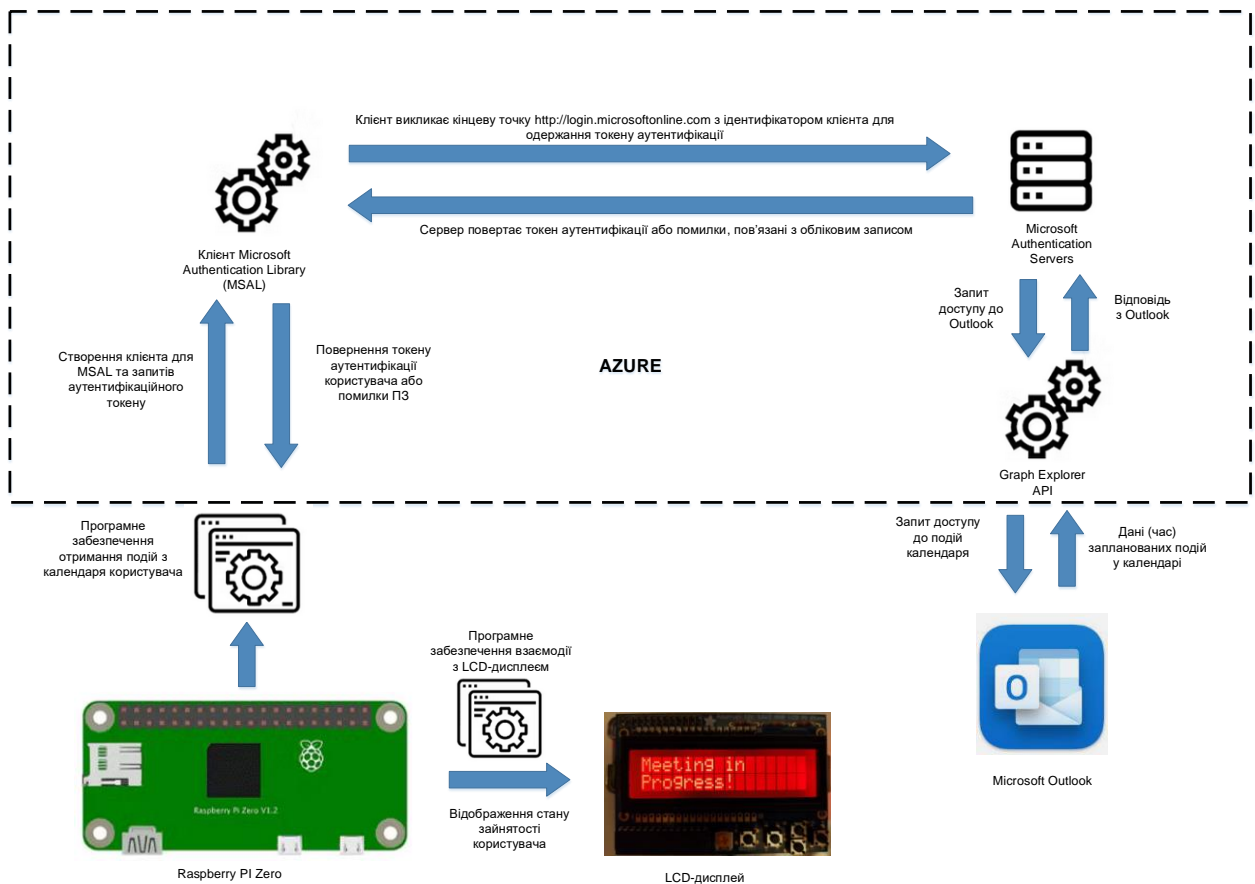 Клієнт викликає кінцеву точку http://login.microsoftonline.com з ідентифікатором клієнта для
одержання токену аутентифікації
Сервер повертає токен аутентифікації або помилки, пов’язані з обліковим записом
Клієнт Microsoft
Authentication Library
(MSAL)
Microsoft
Authentication
Servers
Створення клієнта для
MSAL та запитів
аутентифікаційного
токену
Повернення токену
аутентифікації
користувача або
помилки ПЗ
AZURE
Запит
доступу до
Outlook
Відповідь
з Outlook
Graph Explorer
API
Програмне
забезпечення
отримання подій з
календаря користувача
Запит доступу
до подій
календаря
Дані (час)
запланованих подій
у календарі
Програмне
забезпечення взаємодії
з LCD-дисплеєм
Raspberry Pi Zero V1.2
Відображення стану
зайнятості
користувача
Meeting in
Progress!
O
Microsoft Outlook
Raspberry PI Zero
LCD-дисплей